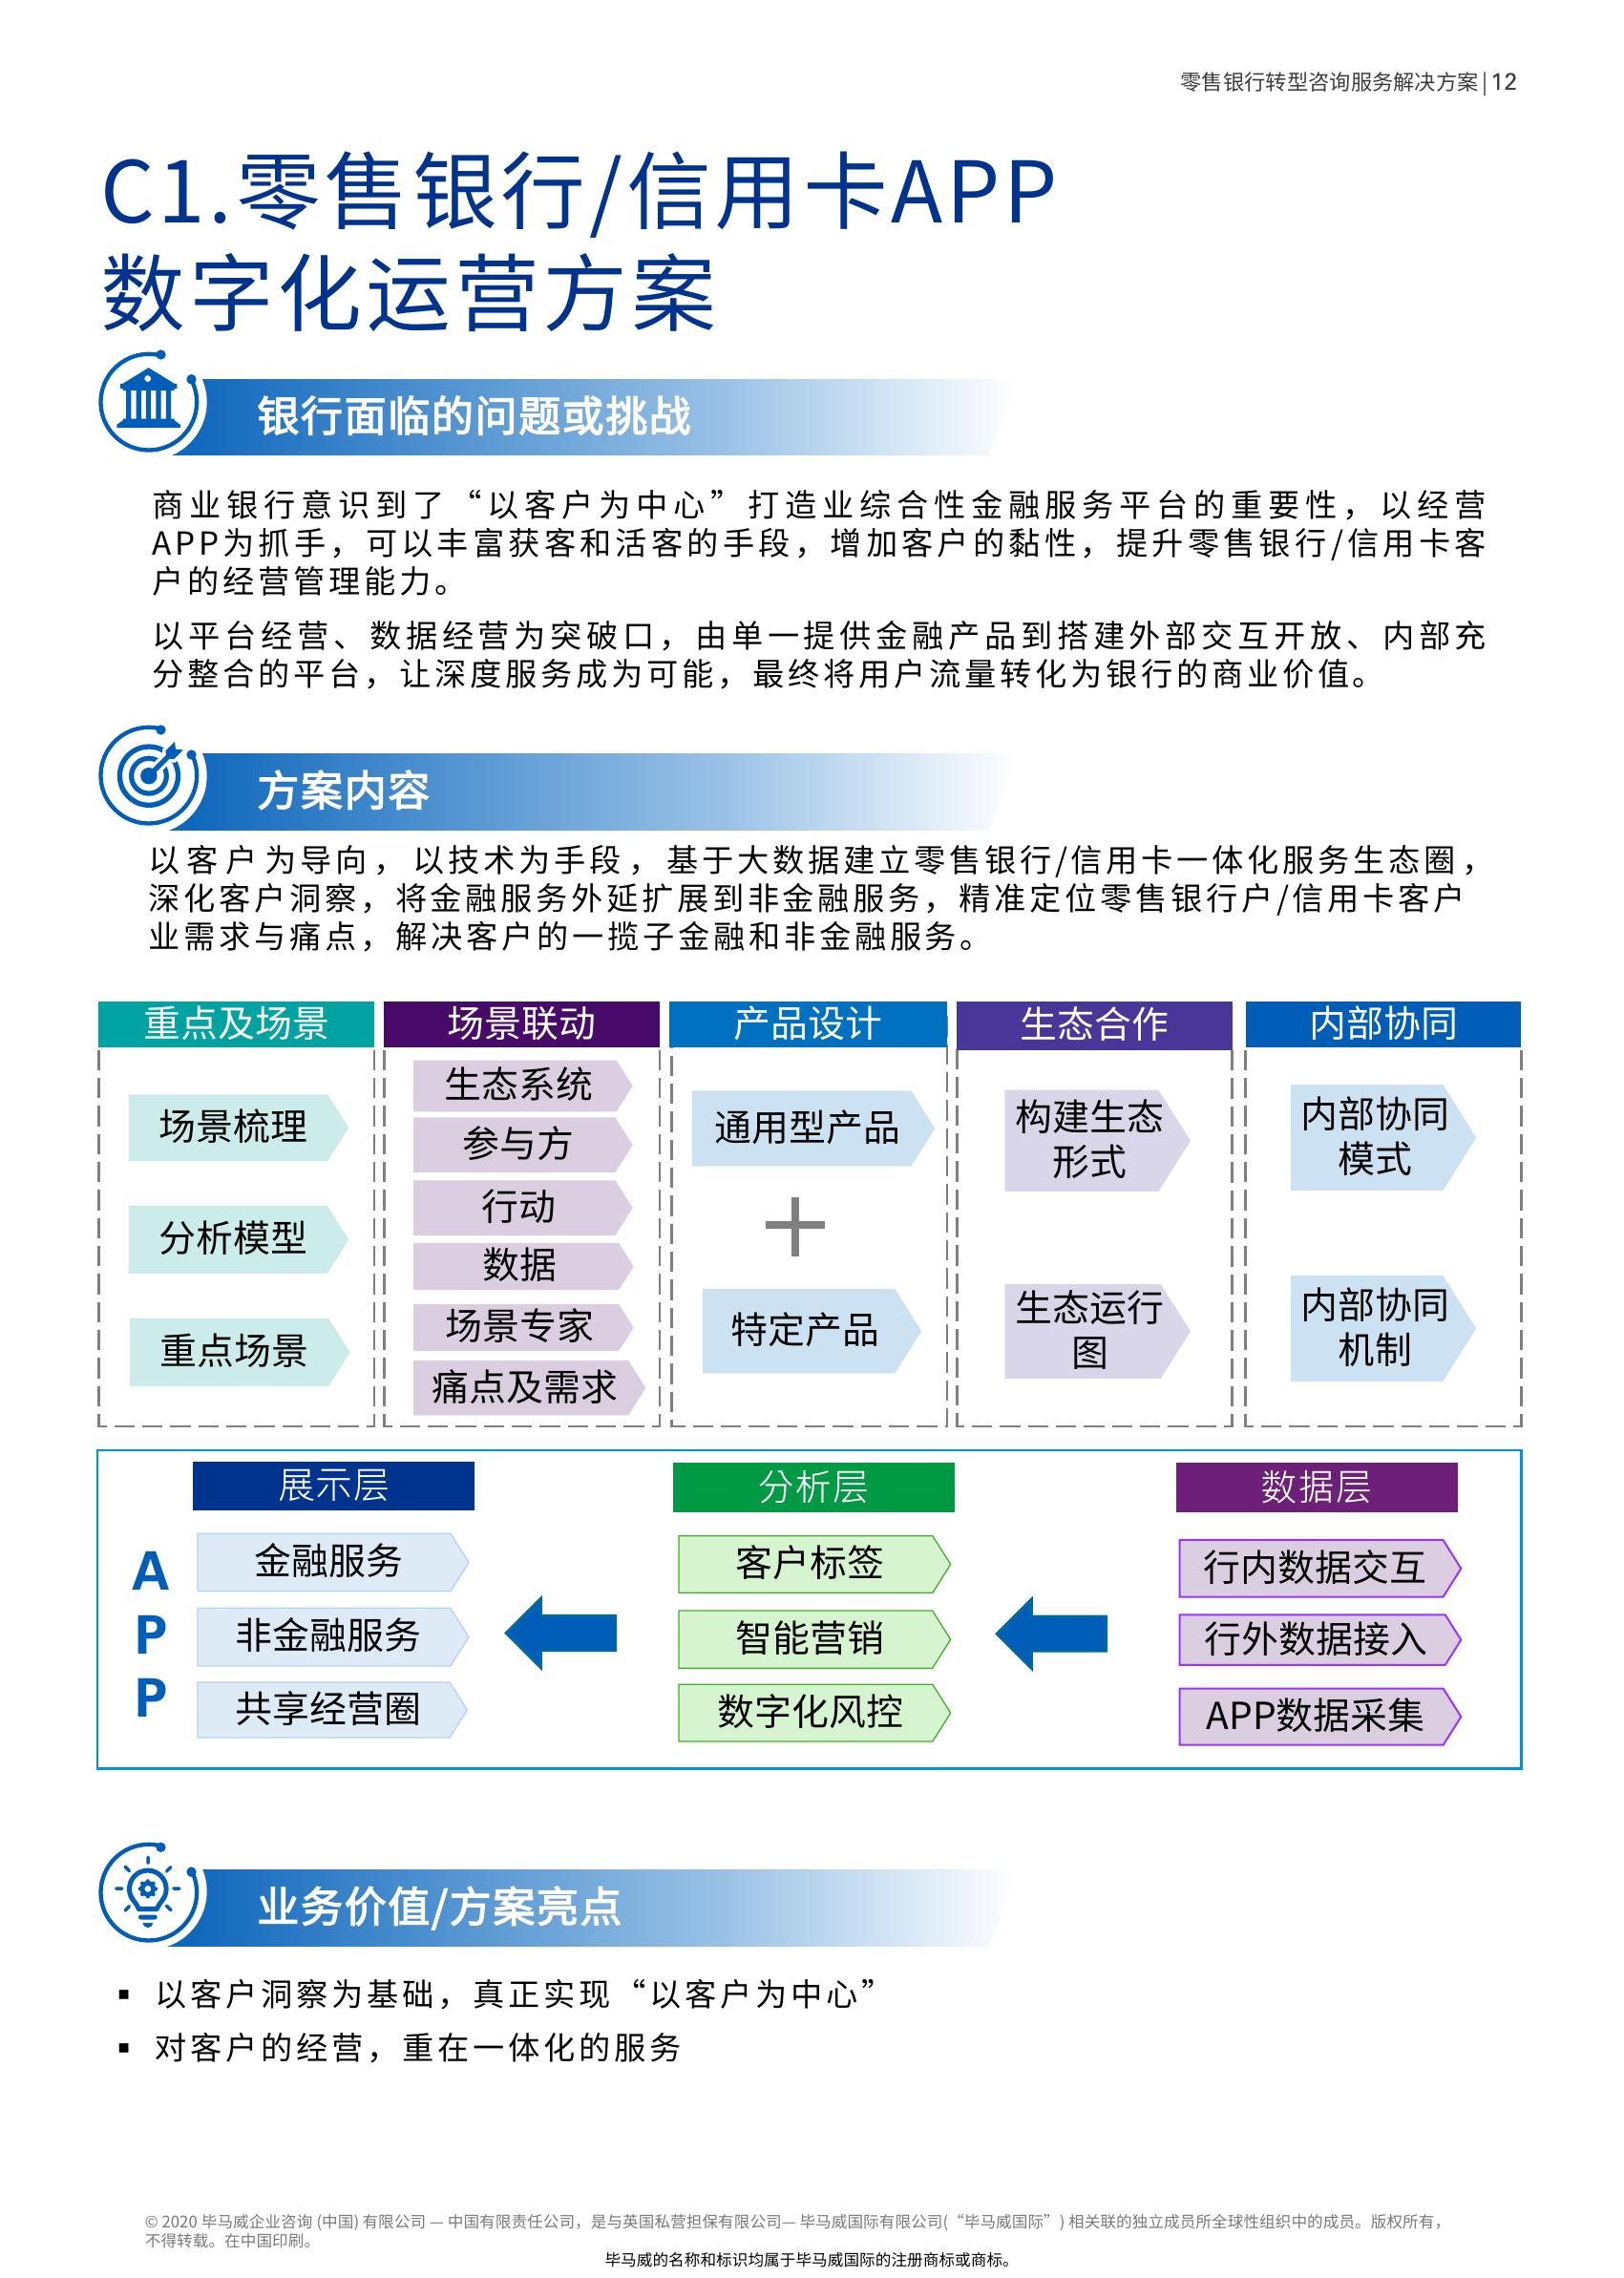 零售银行转型咨询服务解决方案|12
C1.零售银行/信用卡APP
数字化运营方案
银行面临的问题或挑战
商业银行意识到了“以客户为中心”打造业综合性金融服务平台的重要性，以经营
APP为抓手，可以丰富获客和活客的手段，增加客户的黏性，提升零售银行/信用卡客
户的经营管理能力。
以平台经营、数据经营为突破口，由单一提供金融产品到搭建外部交互开放、内部充
分整合的平台，让深度服务成为可能，最终将用户流量转化为银行的商业价值。
方案内容
以客户为导向，以技术为手段，基于大数据建立零售银行/信用卡一体化服务生态圈，
深化客户洞察，将金融服务外延扩展到非金融服务，精准定位零售银行户/信用卡客户
业需求与痛点，解决客户的一揽子金融和非金融服务。
重点及场景
场景梳理
分析模型
重点场景
场景联动
生态系统
参与方
行动
数据
场景专家
痛点及需求
产品设计
通用型产品
特定产品
生态合作
构建生态
形式
生态运行
图
内部协同
内部协同
模式
内部协同
机制
A
P
P
展示层
金融服务
非金融服务
共享经营圈
分析层
客户标签
智能营销
数字化风控
数据层
行内数据交互
行外数据接入
APP数据采集
业务价值/方案亮点
▪ 以客户洞察为基础，真正实现“以客户为中心”
▪ 对客户的经营，重在一体化的服务
© 2020 毕马威企业咨询 (中国) 有限公司 — 中国有限责任公司，是与英国私营担保有限公司— 毕马威国际有限公司(“毕马威国际”) 相关联的独立成员所全球性组织中的成员。版权所有，
不得转载。在中国印刷。
毕马威的名称和标识均属于毕马威国际的注册商标或商标。